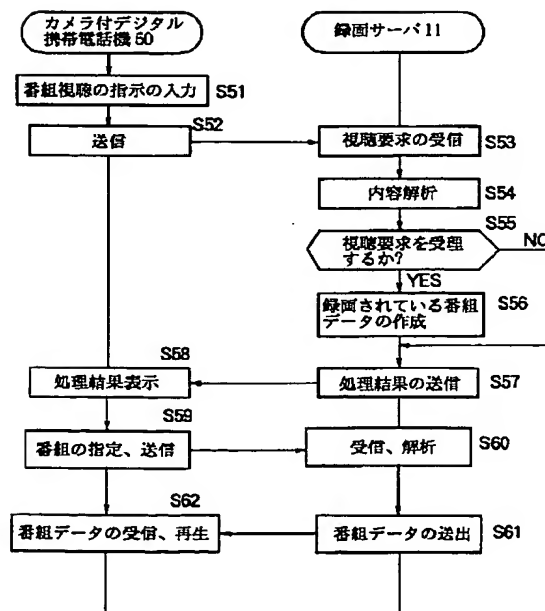 カメラ付デジタル
携帯電話機50
録画サーバ11
番組視聴の指示の入力
S51
送信
S52
視聴要求の受信
S53
内容解析
S54
S55
視聴要求を受理
するか?
NO
YES
録画されている番組
データの作成
S56
S58
処理結果表示
処理結果の送信
S57
S59
番組の指定、送信
受信、解析
S60
S62
番組データの受信、再生
番組データの送出
S61